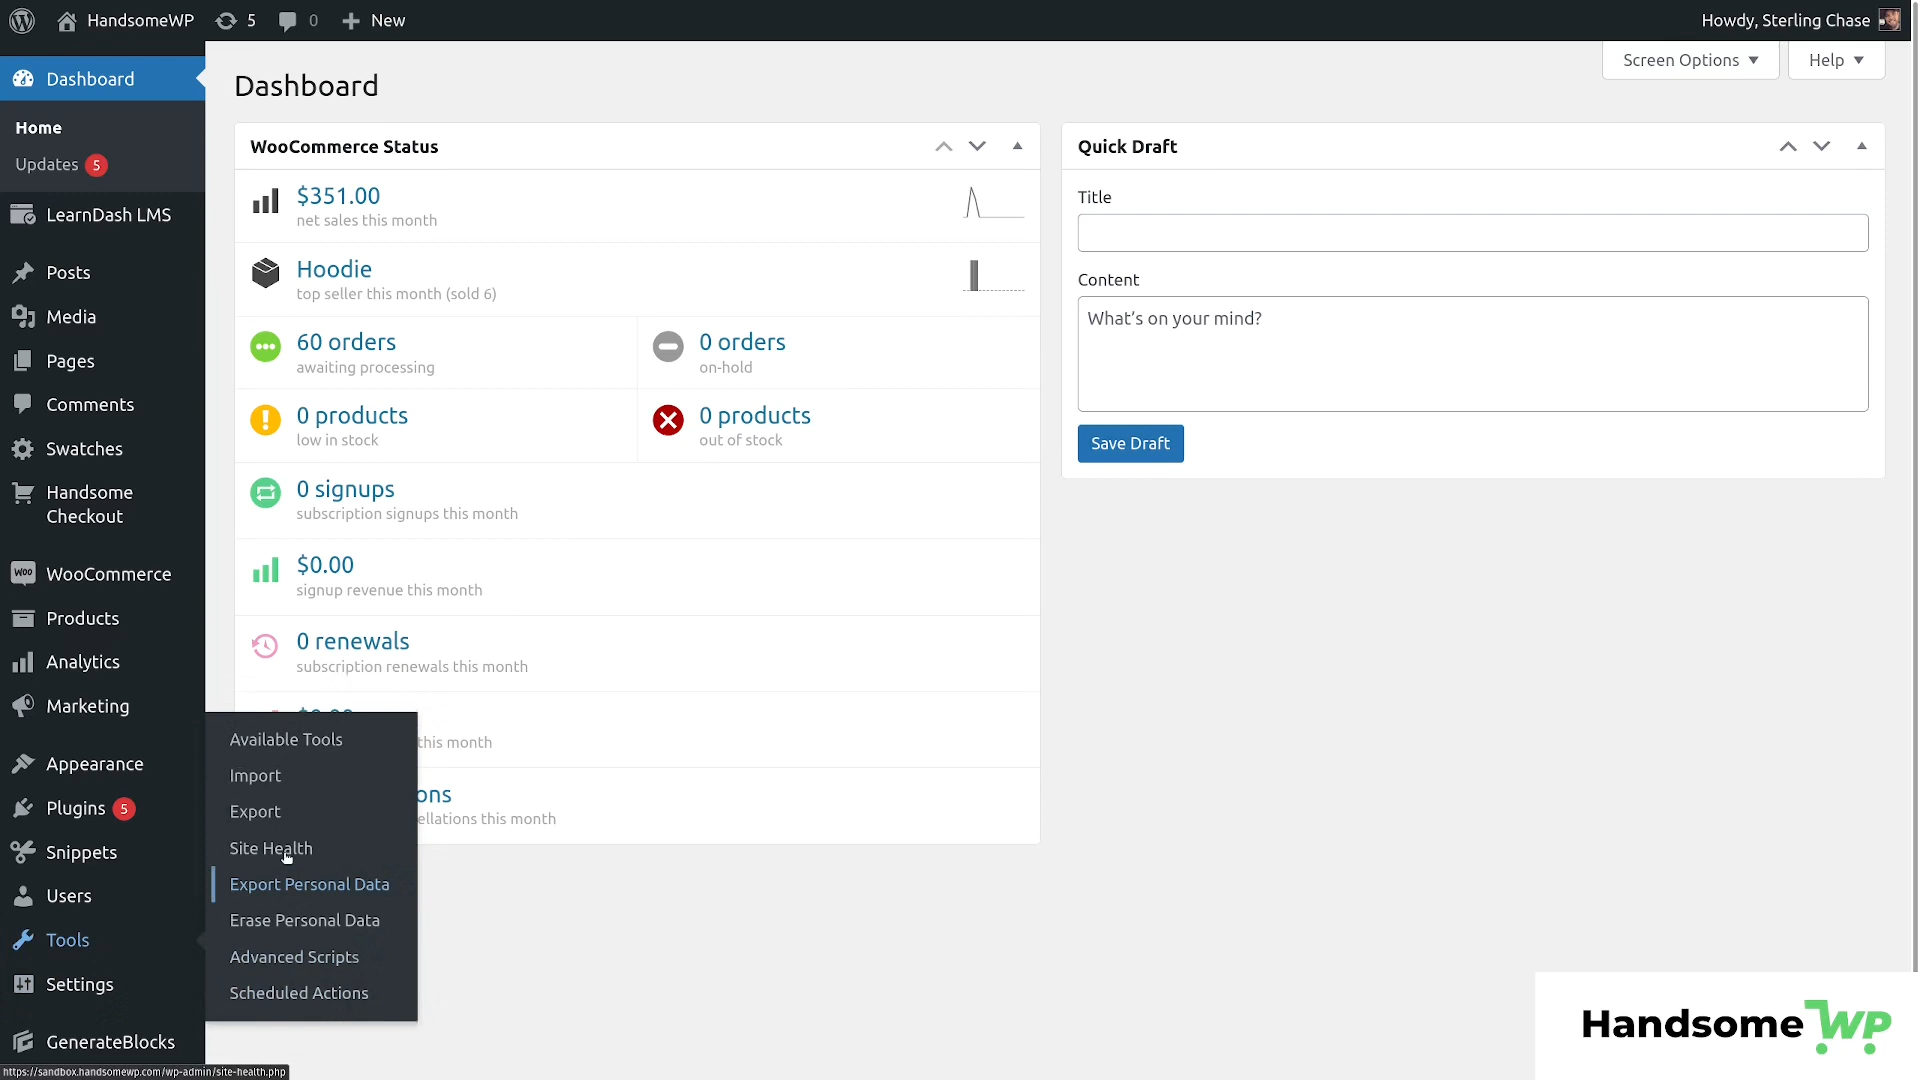 HandsomeWP 5 0 New Howdy, Sterling Chase
Screen Options Help
Dashboard
Home
Updates 5
LearnDash LMS
Posts
Media
Pages
Comments
Swatches
Handsome
Checkout
Woo WooCommerce
Products
Analytics
Marketing
Appearance
Plugins 5
Snippets
Users
Tools
Settings
GenerateBlocks
Available Tools
Import
Export
Site Health
Export Personal Data
Erase Personal Data
Advanced Scripts
Scheduled Actions
Dashboard
WooCommerce Status
$351.00
net sales this month
Hoodie
top seller this month (sold 6)
60 orders
awaiting processing
0 orders
on-hold
0 products
low in stock
0 products
out of stock
0 signups
subscription signups this month
$0.00
signup revenue this month
0 renewals
subscription renewals this month
$0.00
this month
ons
ellations this month
Quick Draft
Title
Content
What's on your mind?
Save Draft
HandsomeWP
https://sandbox.handsomewp.com/wp-admin/site-health.php